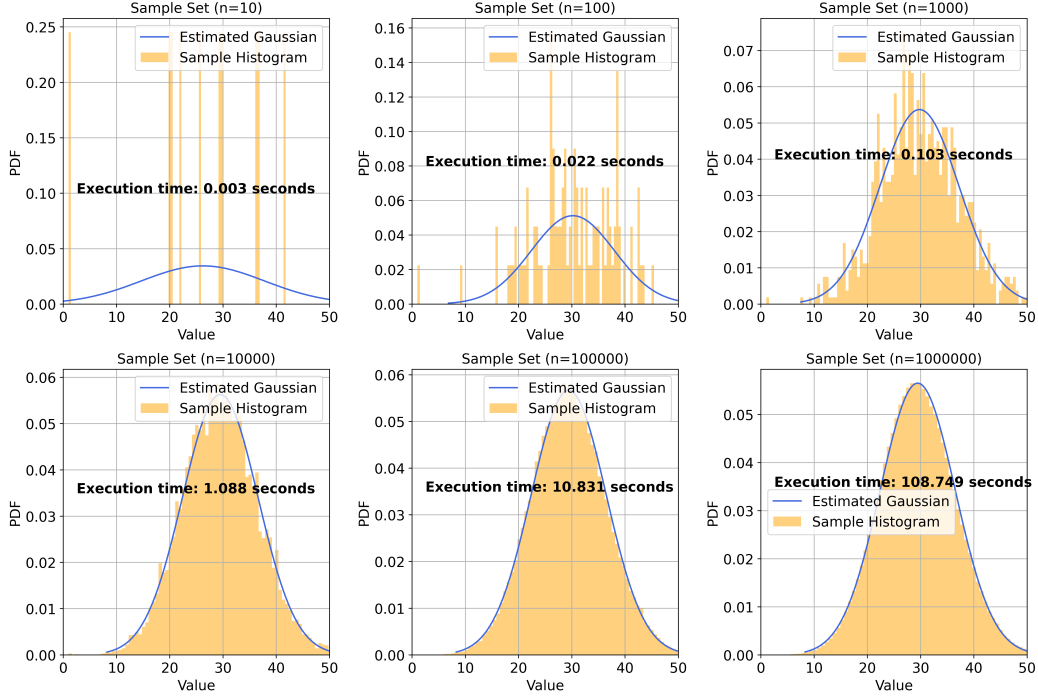 Sample Set (n=10)
0.25
0.20
0.15
0.10
0.05
0.00
PDF
Estimated Gaussian
Sample Histogram
Execution time: 0.003 seconds
0
10
20
30
40
50
Value
Sample Set (n=100)
0.16
0.14
0.12
0.10
0.08
0.06
0.04
0.02
0.00
PDF
Estimated Gaussian
Sample Histogram
Execution time: 0.022 seconds
0
10
20
30
40
50
Value
Sample Set (n=1000)
0.07
0.06
0.05
0.04
0.03
0.02
0.01
0.00
PDF
Estimated Gaussian
Sample Histogram
Execution time: 0.103 seconds
0
10
20
30
40
50
Value
Sample Set (n=10000)
0.06
0.05
0.04
0.03
0.02
0.01
0.00
PDF
Estimated Gaussian
Sample Histogram
Execution time: 1.088 seconds
0
10
20
30
40
50
Value
Sample Set (n=100000)
0.06
0.05
0.04
0.03
0.02
0.01
0.00
PDF
Estimated Gaussian
Sample Histogram
Execution time: 10.831 seconds
0
10
20
30
40
50
Value
Sample Set (n=1000000)
0.05
0.04
0.03
0.02
0.01
0.00
PDF
Execution time: 108.749 seconds
Estimated Gaussian
Sample Histogram
0
10
20
30
40
50
Value